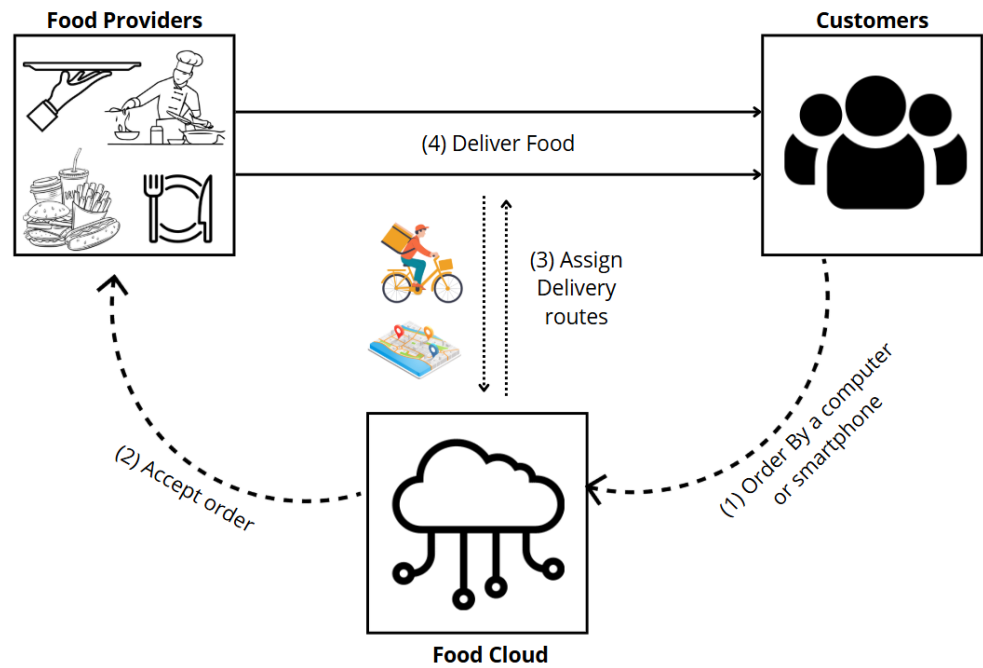 Food Providers
Customers
(4) Deliver Food
(3) Assign
Delivery
routes
(1) Order By a computer
or smartphone
(2) Accept order
Food Cloud